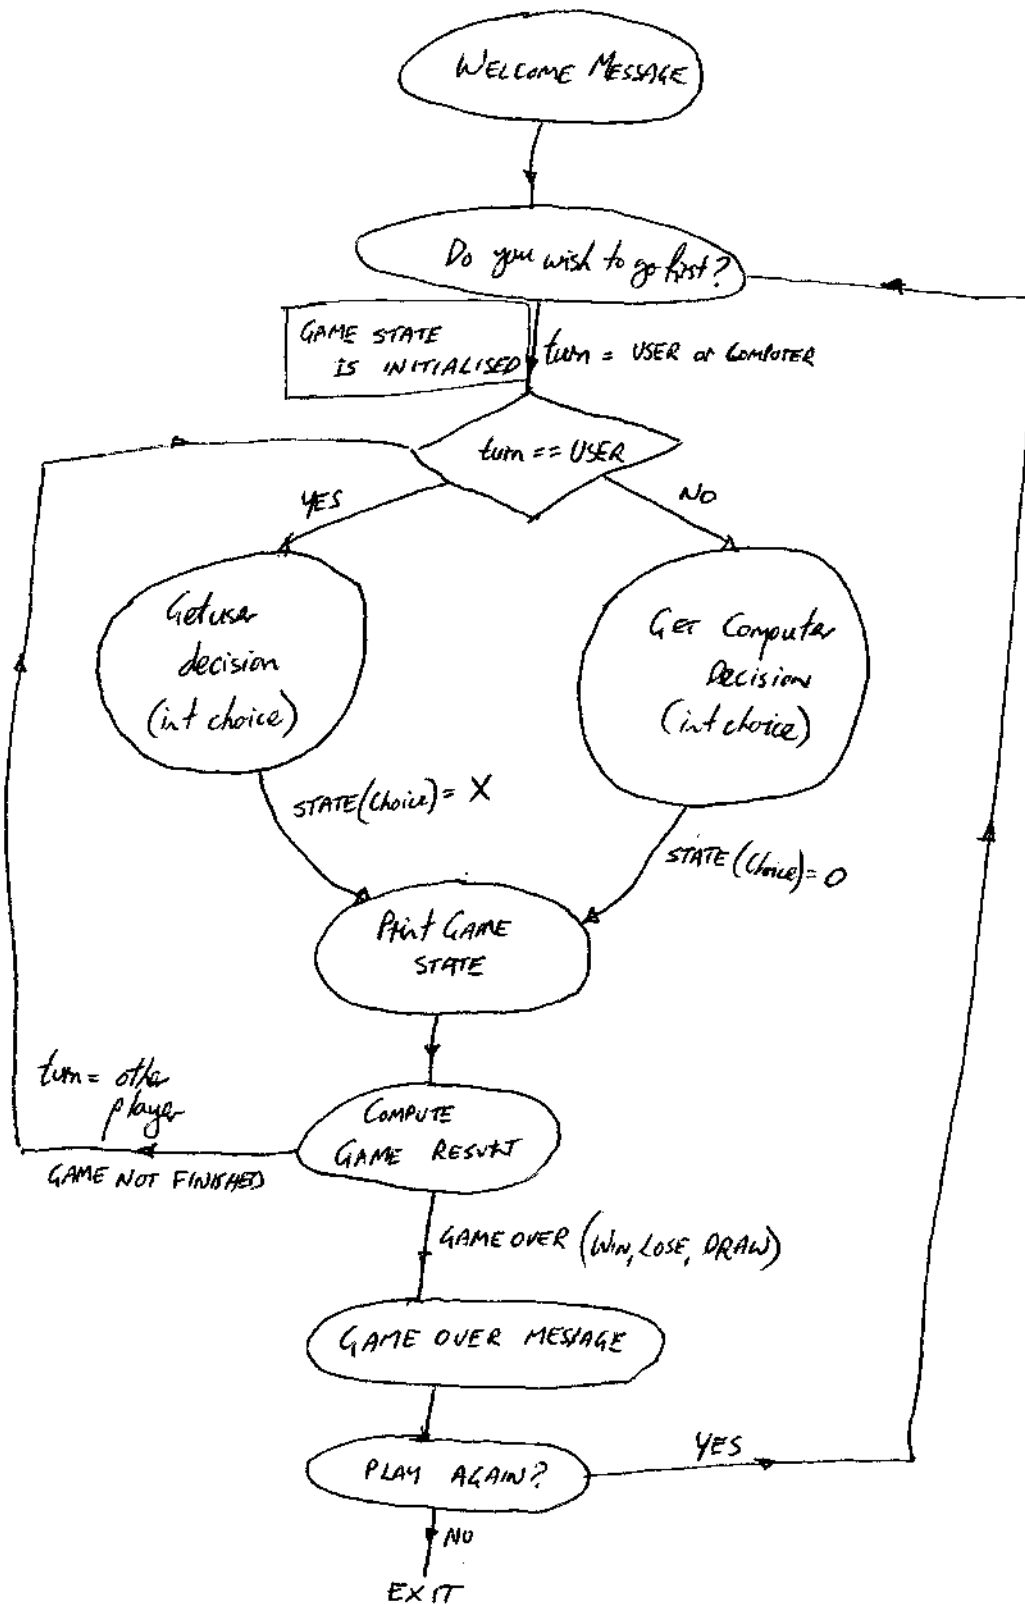 WELCOME MESSAGE
Do you wish to go first?
GAME STATE
IS INITIALISED
turn = USER or COMPUTER
turn == USER
YES
NO
Get user
decision
(int choice)
GET Computer
Decision
(int choice)
STATE(Choice) = X
STATE(Choice) = O
Print GAME
STATE
turn = other
player
GAME NOT FINISHED
COMPUTE
GAME RESULT
GAME OVER (WIN, LOSE, DRAW)
GAME OVER MESSAGE
PLAY AGAIN?
YES
NO
EXIT